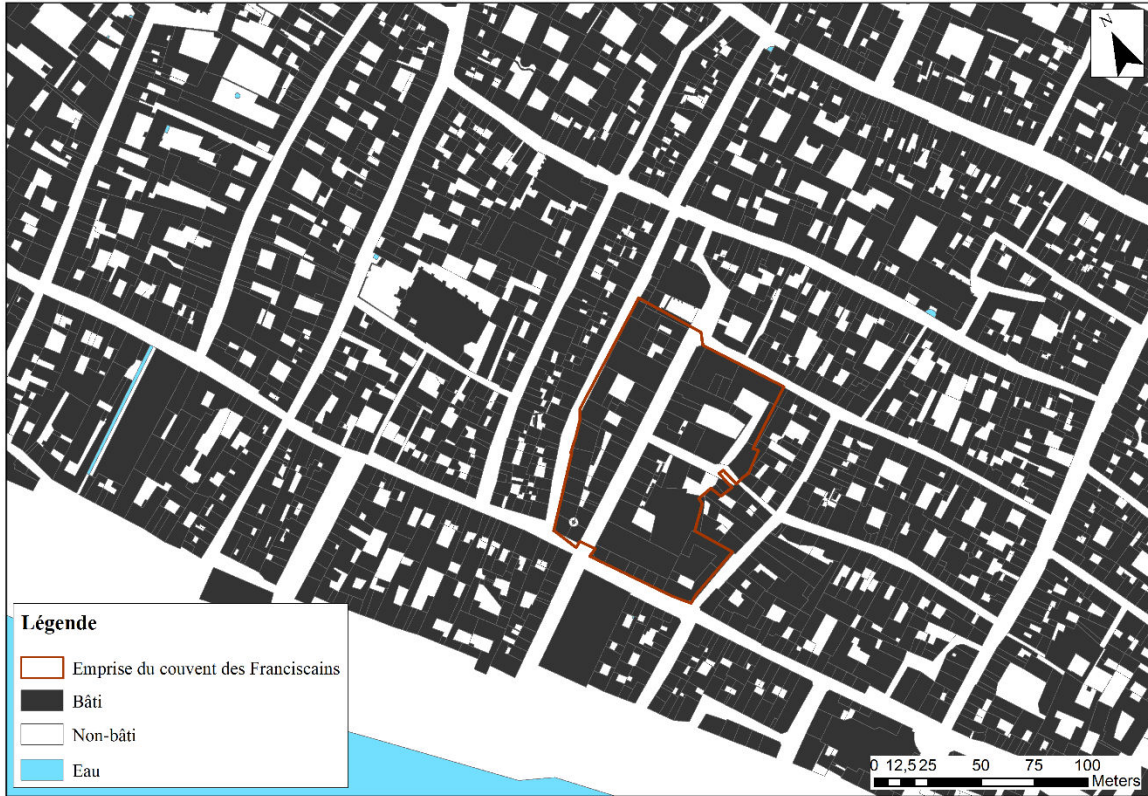 N
Légende
Emprise du couvent des Franciscains
Bâti
Non-bâti
Eau
0 12,5 25 50 75 100
Meters